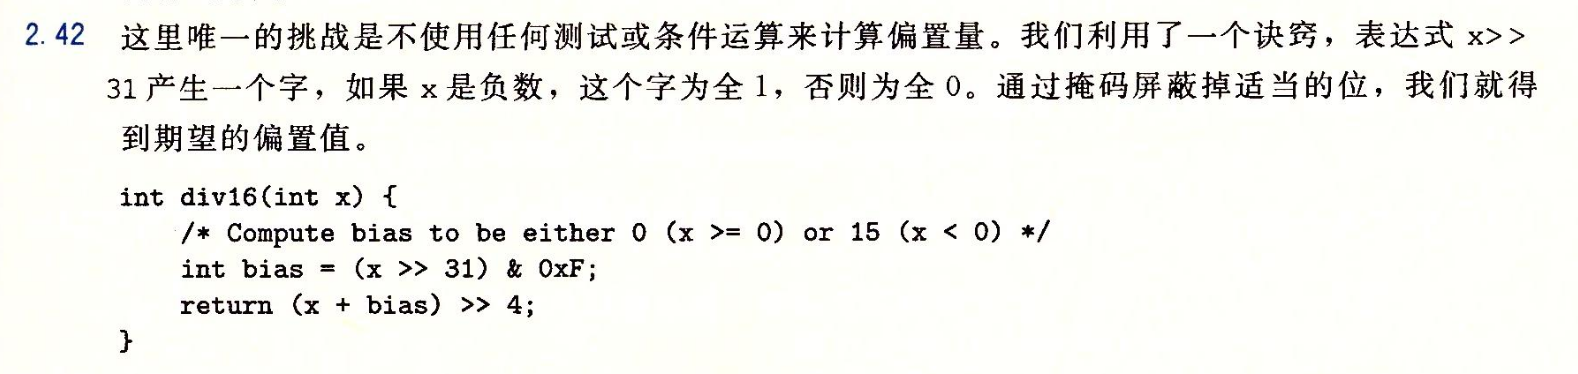 2.42 这里唯一的挑战是不使用任何测试或条件运算来计算偏置量。我们利用了一个诀窍，表达式 x>>
31 产生一个字，如果 x 是负数，这个字为全 1，否则为全 0。通过掩码屏蔽掉适当的位，我们就得
到期望的偏置值。
int div16(int x) {
    /* Compute bias to be either 0 (x >= 0) or 15 (x < 0) */
    int bias = (x >> 31) & 0xF;
    return (x + bias) >> 4;
}